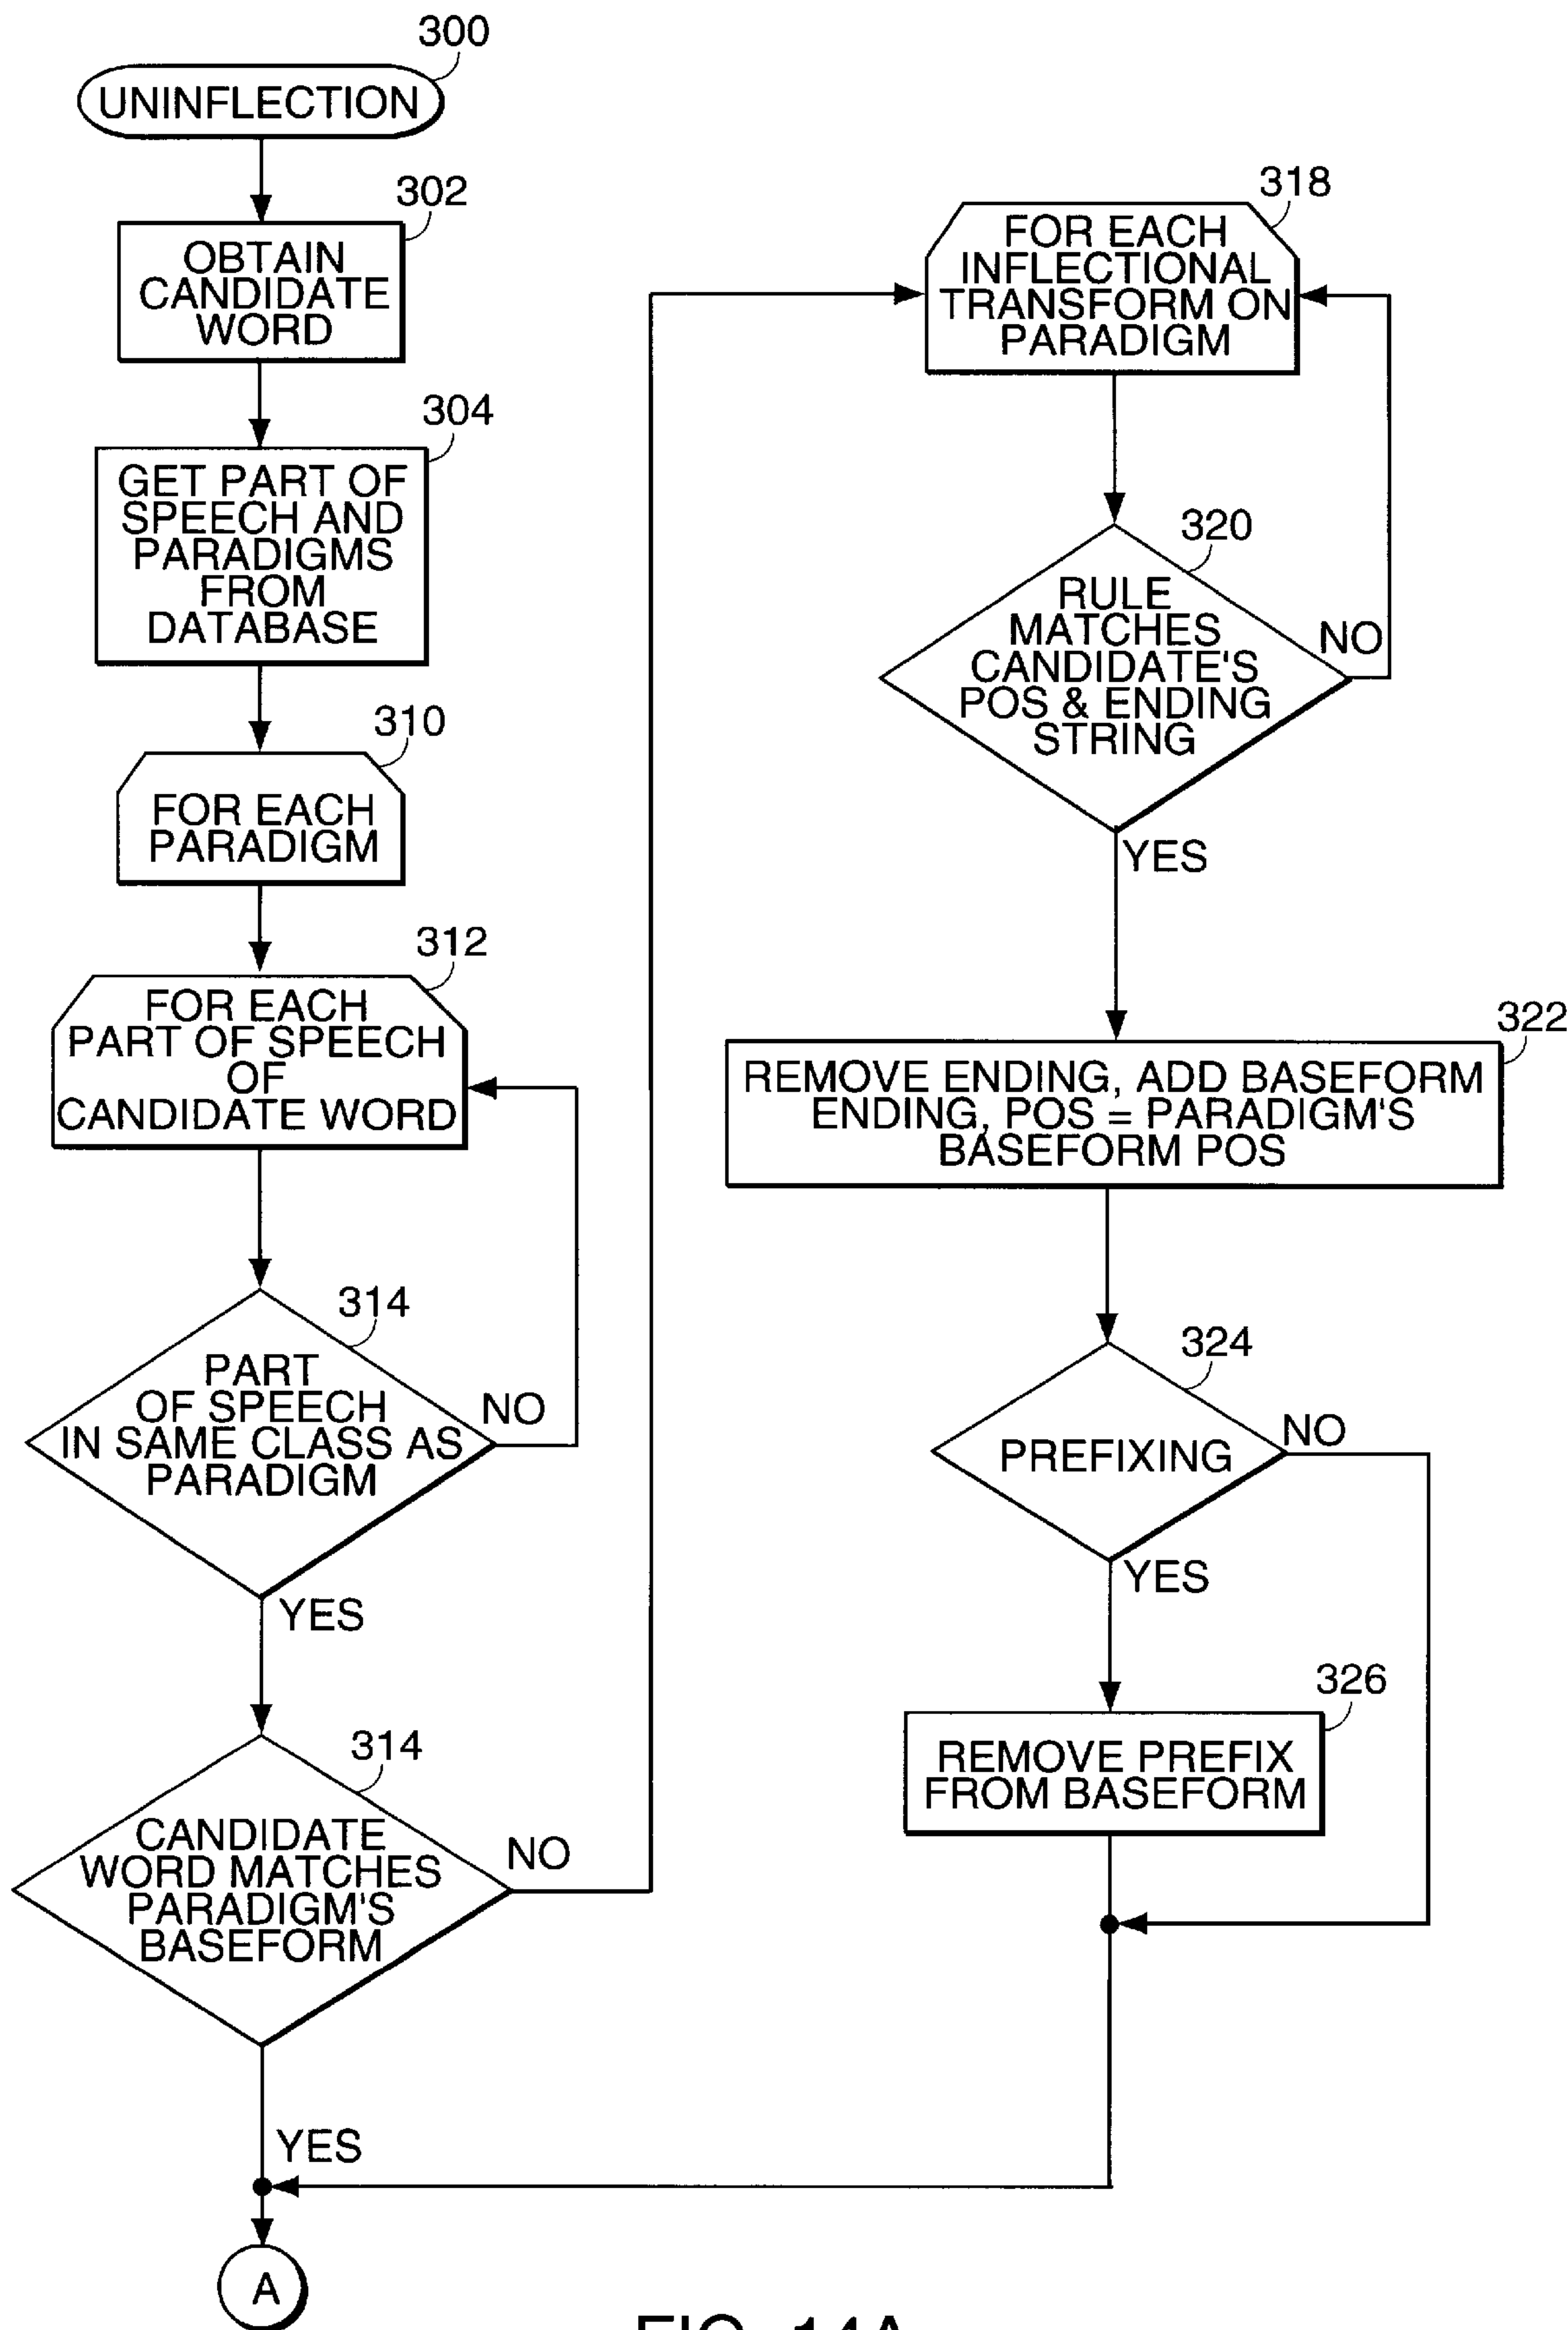 300
UNINFLECTION
302
OBTAIN
CANDIDATE
WORD
304
GET PART OF
SPEECH AND
PARADIGMS
FROM
DATABASE
310
FOR EACH
PARADIGM
312
FOR EACH
PART OF SPEECH
OF
CANDIDATE WORD
314
PART
OF SPEECH
IN SAME CLASS AS
PARADIGM
NO
YES
314
CANDIDATE
WORD MATCHES
PARADIGM'S
BASEFORM
NO
YES
A
318
FOR EACH
INFLECTIONAL
TRANSFORM ON
PARADIGM
320
RULE
MATCHES
CANDIDATE'S
POS & ENDING
STRING
NO
YES
322
REMOVE ENDING, ADD BASEFORM
ENDING, POS = PARADIGM'S
BASEFORM POS
324
PREFIXING
NO
YES
326
REMOVE PREFIX
FROM BASEFORM
FIG. 14A